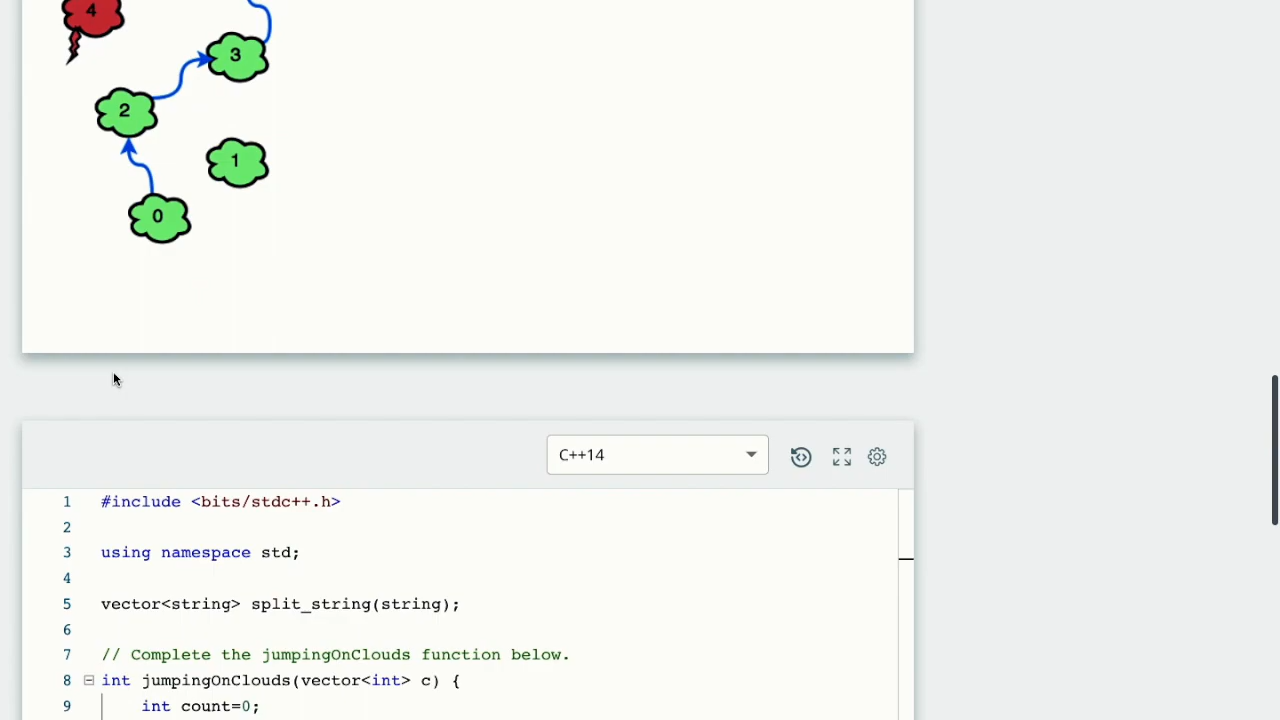 4
3
2
1
0
C++14
1 #include <bits/stdc++.h>
2
3 using namespace std;
4
5 vector<string> split_string(string);
6
7 // Complete the jumpingOnClouds function below.
8 int jumpingOnClouds(vector<int> c) {
9 int count=0;